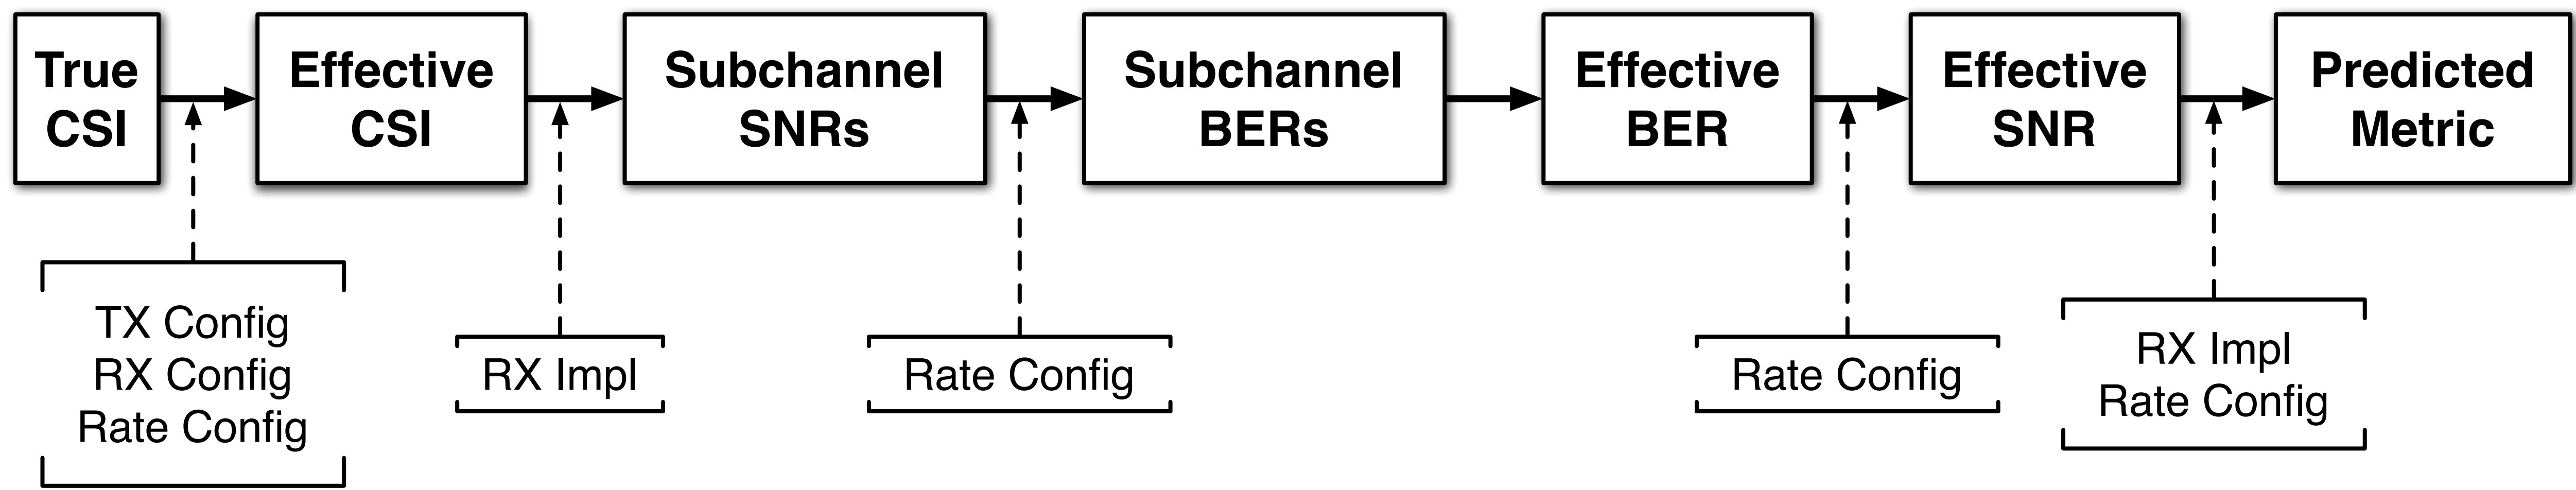 True
CSI
Effective
CSI
Subchannel
SNRs
Subchannel
BERs
Effective
BER
Effective
SNR
Predicted
Metric
TX Config
RX Config
Rate Config
RX Impl
Rate Config
Rate Config
RX Impl
Rate Config